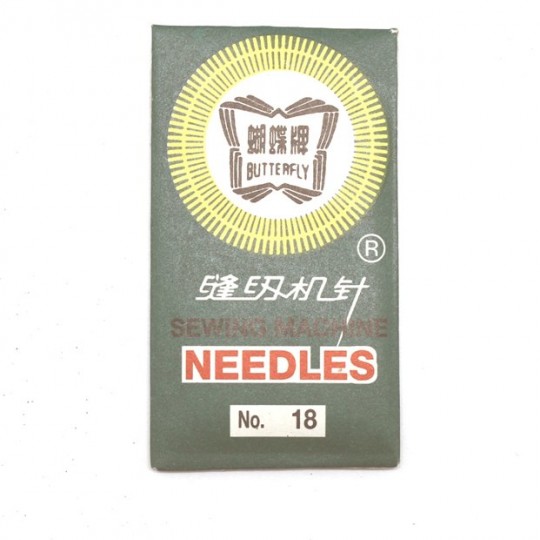 蝴蝶牌
BUTTERFLY
®
缝纫机针
SEWING MACHINE
NEEDLES
No. 18